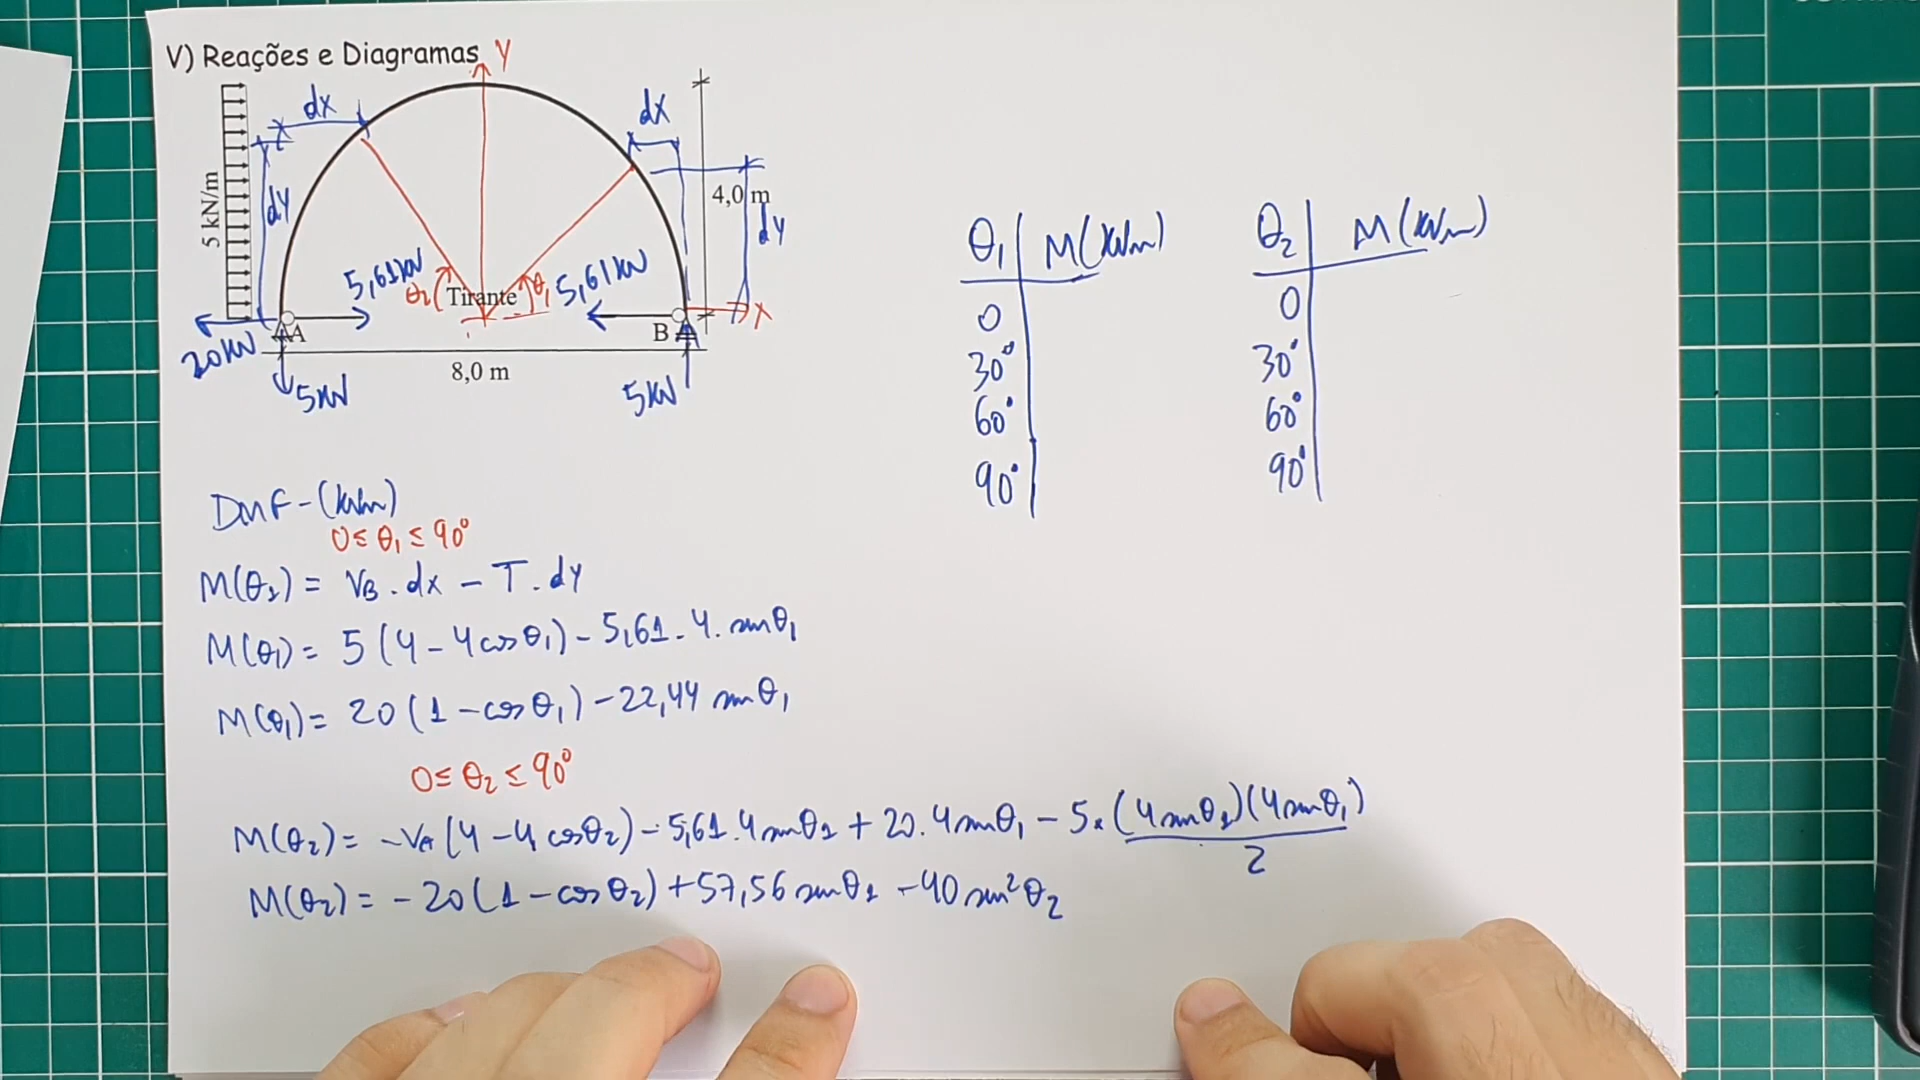 V) Reações e Diagramas
Y
dx
dx
5 kN/m
dy
4,0 m
dy
5,61kN
θ2
Tirante
θ1
5,61kN
X
20kN
A
B
8,0 m
5kN
5kN
θ1 M(kNm)
0
30°
60°
90°
θ2 M(kNm)
0
30°
60°
90°
DMF-(kNm)
0≤ θ1 ≤ 90°
M(θ1) = VB . dx - T . dy
M(θ1) = 5 (4 - 4 cos θ1) - 5,61 . 4 . sen θ1
M(θ1) = 20 (1 - cos θ1) - 22,44 sen θ1
0≤ θ2 ≤ 90°
M(θ2) = -VA (4 - 4 cos θ2) - 5,61 . 4 sen θ2 + 20 . 4 sen θ1 - 5 x (4 sen θ2)(4 sen θ1)
2
M(θ2) = - 20 (1 - cos θ2) + 57,56 sen θ2 - 40 sen² θ2